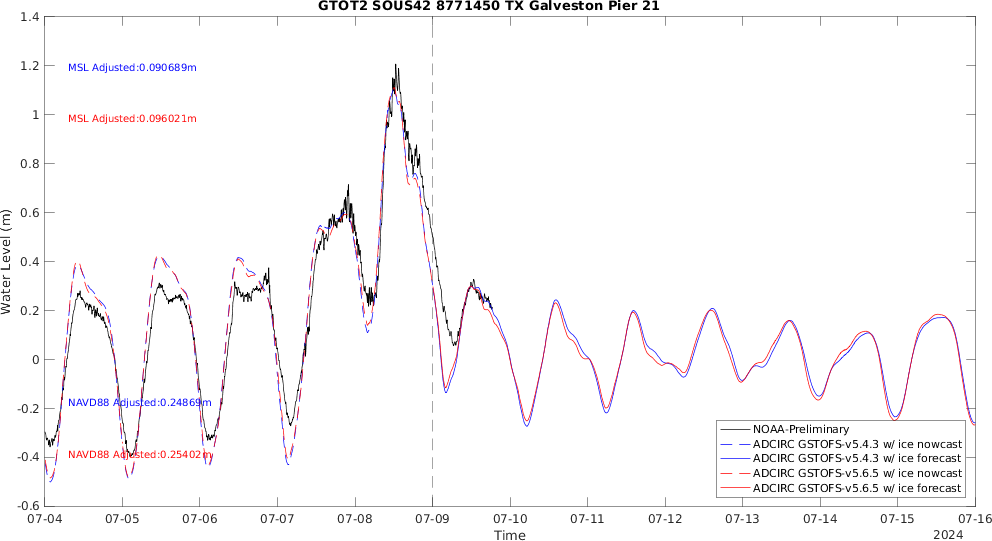 GTOT2 SOUS42 8771450 TX Galveston Pier 21
Water Level (m)
1.4
1.2
1
0.8
0.6
0.4
0.2
0
-0.2
-0.4
-0.6
MSL Adjusted:0.090689m
MSL Adjusted:0.096021m
NAVD88 Adjusted:0.24869m
NAVD88 Adjusted:0.25402m
NOAA-Preliminary
ADCIRC GSTOFS-v5.4.3 w/ ice nowcast
ADCIRC GSTOFS-v5.4.3 w/ ice forecast
ADCIRC GSTOFS-v5.6.5 w/ ice nowcast
ADCIRC GSTOFS-v5.6.5 w/ ice forecast
07-04 07-05 07-06 07-07 07-08 07-09 07-10 07-11 07-12 07-13 07-14 07-15 07-16
Time
2024